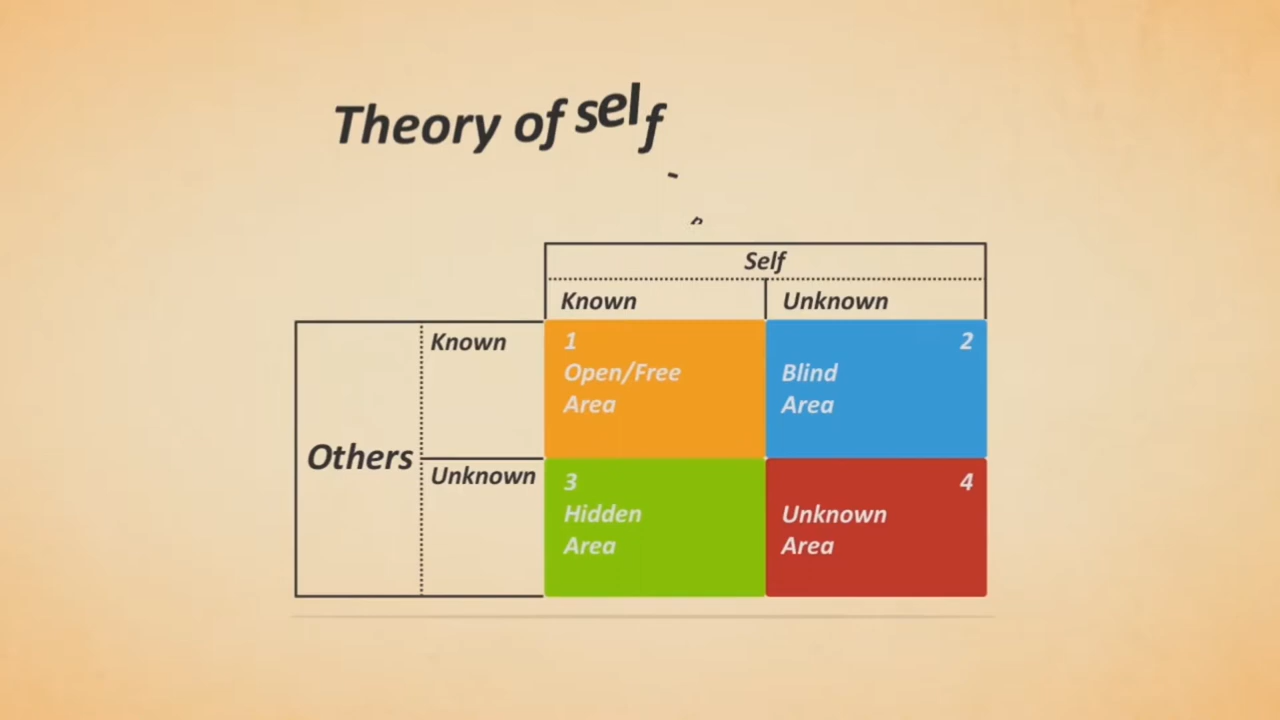 Theory of self-
Self
Known Unknown
Others
Known
1
Open/Free
Area
2
Blind
Area
Unknown
3
Hidden
Area
4
Unknown
Area